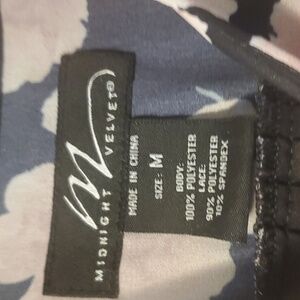 MIDNIGHT VELVET®
MADE IN CHINA
SIZE: M
BODY:
100% POLYESTER
LACE:
90% POLYESTER
10% SPANDEX